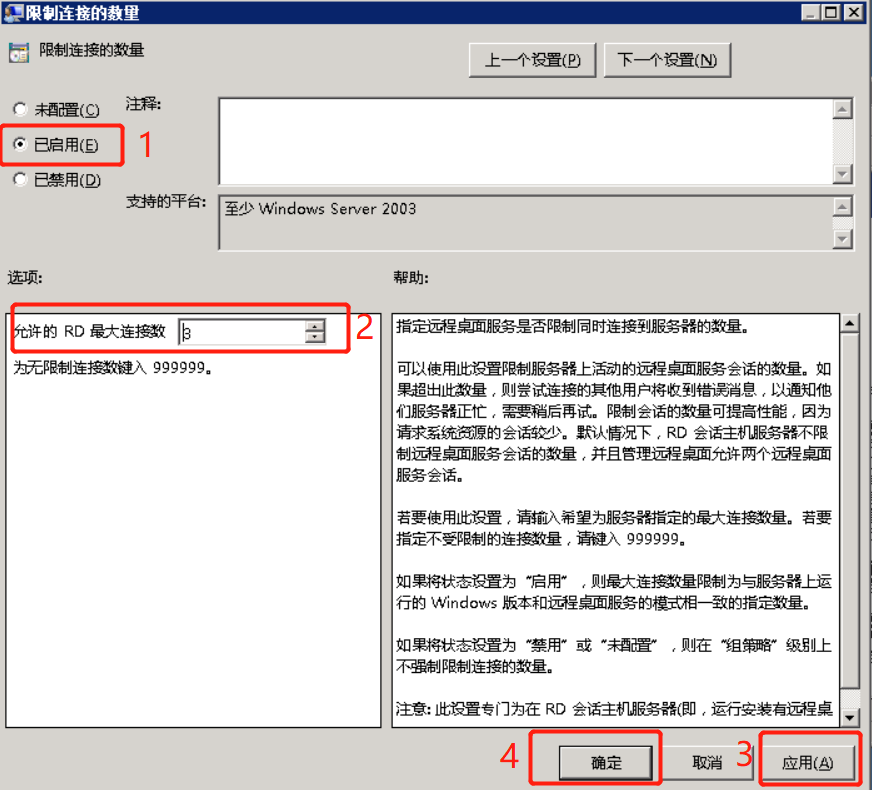 限制连接的数量
限制连接的数量
上一个设置(P)
下一个设置(N)
未配置(C)
注释:
已启用(E)
1
已禁用(D)
支持的平台:
至少 Windows Server 2003
选项:
帮助:
允许的 RD 最大连接数
3
2
为无限制连接数键入 999999。
指定远程桌面服务是否限制同时连接到服务器的数量。
可以使用此设置限制服务器上活动的远程桌面服务会话的数量。如
果超出此数量，则尝试连接的其他用户将收到错误消息，以通知他
们服务器正忙，需要稍后再试。限制会话的数量可提高性能，因为
请求系统资源的会话较少。默认情况下，RD 会话主机服务器不限
制远程桌面服务会话的数量，并且管理远程桌面允许两个远程桌面
服务会话。
若要使用此设置，请输入希望为服务器指定的最大连接数量。若要
指定不受限制的连接数量，请键入 999999。
如果将状态设置为“启用”，则最大连接数量限制为与服务器上运
行的 Windows 版本和远程桌面服务的模式相一致的指定数量。
如果将状态设置为“禁用”或“未配置”，则在“组策略”级别上
不强制限制连接的数量。
注意: 此设置专门为在 RD 会话主机服务器(即，运行安装有远程桌
4
确定
取消
3
应用(A)